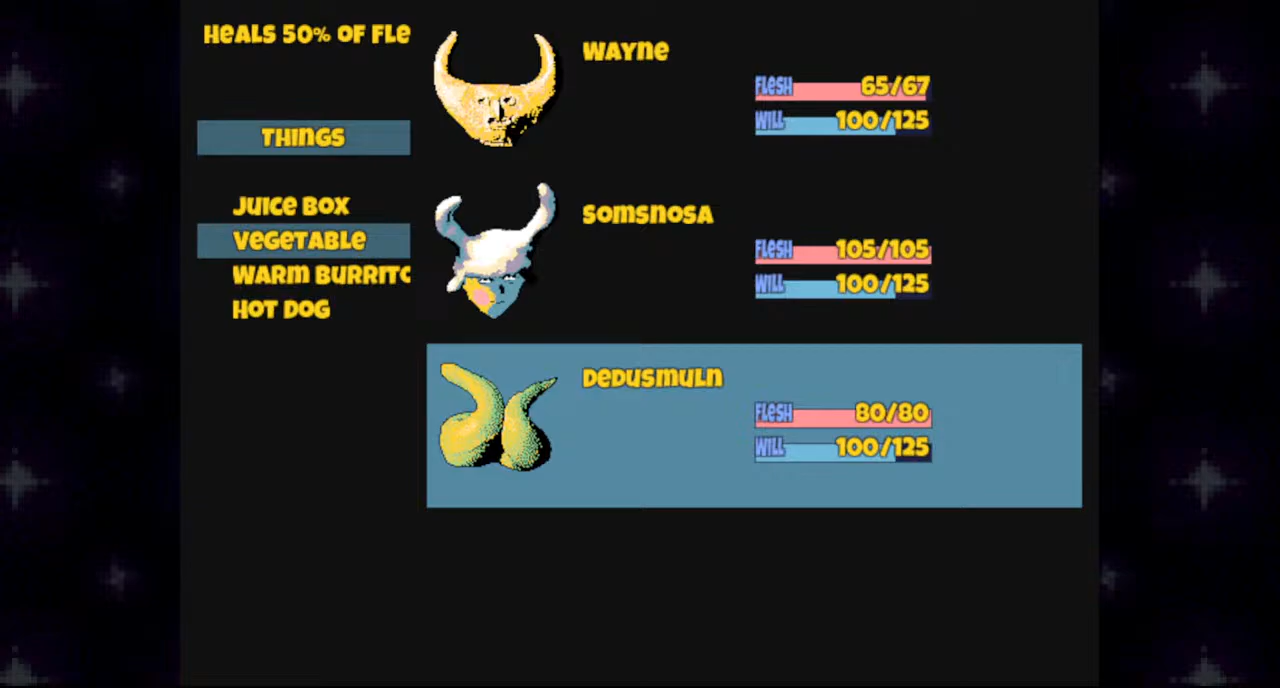 HEALS 50% OF FLE
THINGS
JUICE BOX
VEGETABLE
WARM BURRITO
HOT DOG
WAYNE
FLESH 65/67
WILL 100/125
SOMSNOSA
FLESH 105/105
WILL 100/125
DEDUSMULN
FLESH 80/80
WILL 100/125